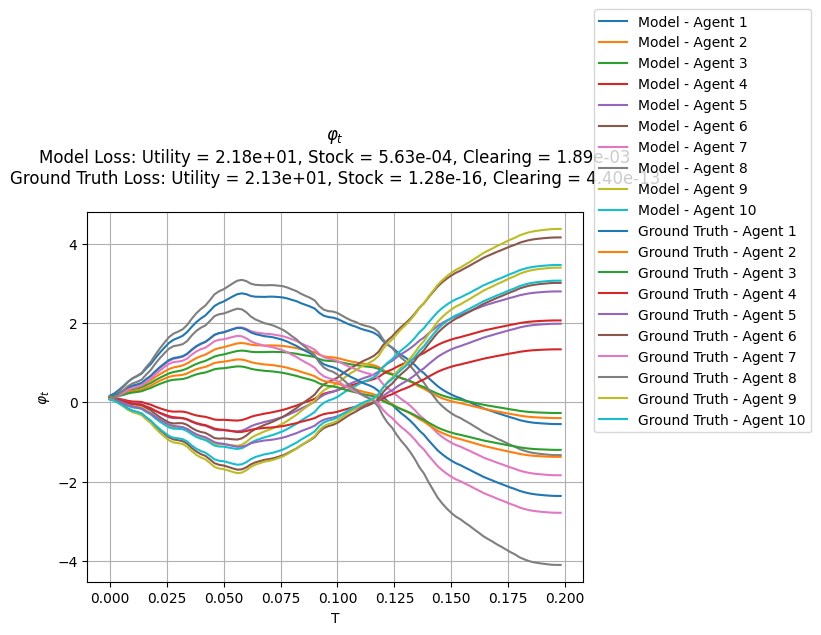 φt
Model Loss: Utility = 2.18e+01, Stock = 5.63e-04, Clearing = 1.89e-03
Ground Truth Loss: Utility = 2.13e+01, Stock = 1.28e-16, Clearing = 4.40e-13
Model - Agent 1
Model - Agent 2
Model - Agent 3
Model - Agent 4
Model - Agent 5
Model - Agent 6
Model - Agent 7
Model - Agent 8
Model - Agent 9
Model - Agent 10
Ground Truth - Agent 1
Ground Truth - Agent 2
Ground Truth - Agent 3
Ground Truth - Agent 4
Ground Truth - Agent 5
Ground Truth - Agent 6
Ground Truth - Agent 7
Ground Truth - Agent 8
Ground Truth - Agent 9
Ground Truth - Agent 10
φt
4
2
0
−2
−4
0.000 0.025 0.050 0.075 0.100 0.125 0.150 0.175 0.200
T